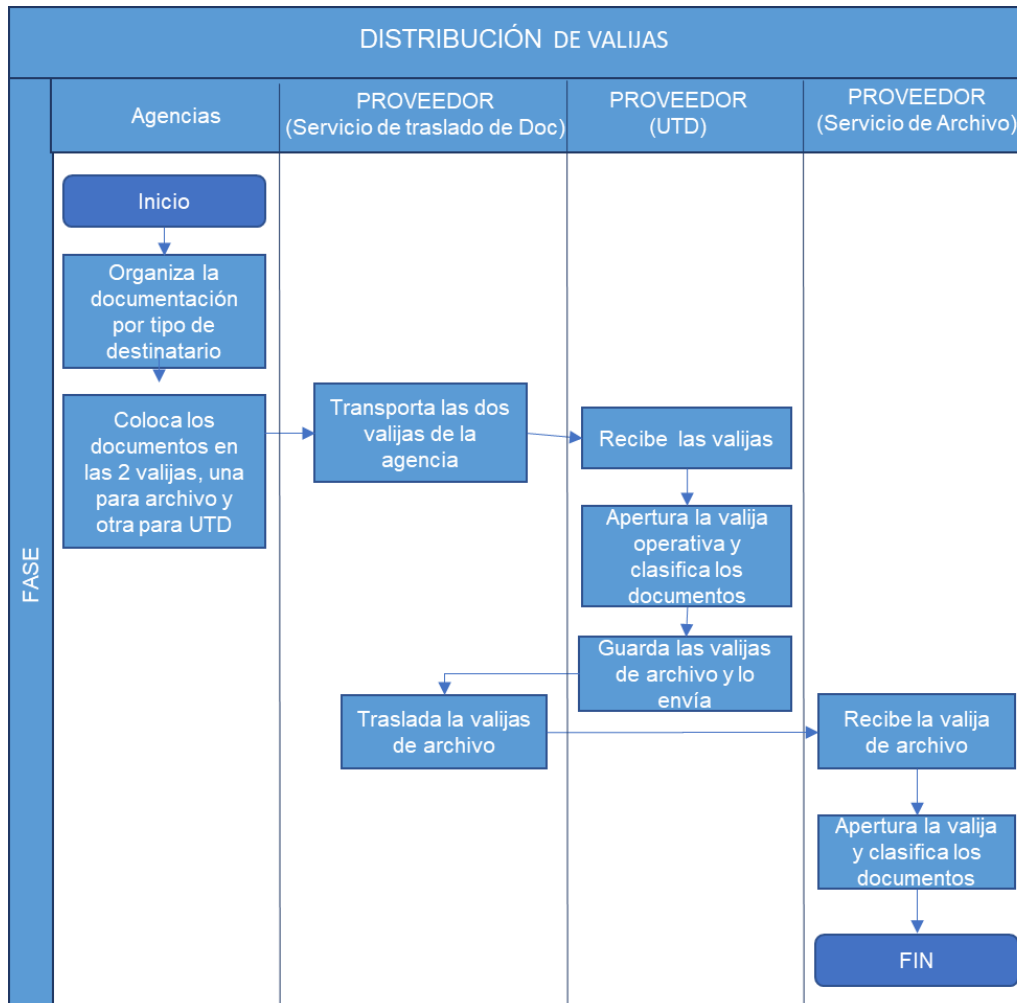 DISTRIBUCIÓN DE VALIJAS
FASE
Agencias
PROVEEDOR
(Servicio de traslado de Doc)
PROVEEDOR
(UTD)
PROVEEDOR
(Servicio de Archivo)
Inicio
Organiza la
documentación
por tipo de
destinatario
Coloca los
documentos en
las 2 valijas, una
para archivo y
otra para UTD
Transporta las dos
valijas de la
agencia
Recibe las valijas
Apertura la valija
operativa y
clasifica los
documentos
Guarda las valijas
de archivo y lo
envía
Traslada la valijas
de archivo
Recibe la valija
de archivo
Apertura la valija
y clasifica los
documentos
FIN